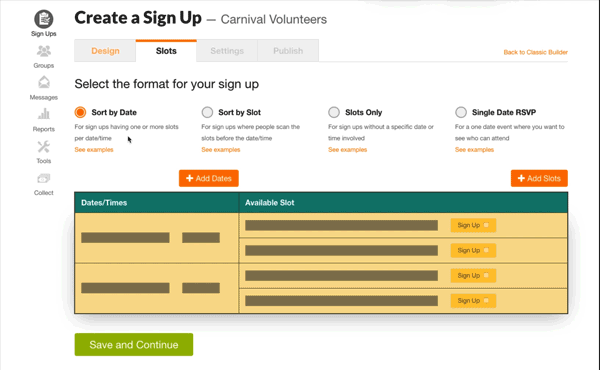 Create a Sign Up — Carnival Volunteers
Sign Ups
Groups
Messages
Reports
Tools
Collect
Design
Slots
Settings
Publish
Back to Classic Builder
Select the format for your sign up
Sort by Date
For sign ups having one or more slots
per date/time
See examples
Sort by Slot
For sign ups where people scan the
slots before the date/time
See examples
Slots Only
For sign ups without a specific date or
time involved
See examples
Single Date RSVP
For a one date event where you want to
see who can attend
See examples
+ Add Dates
+ Add Slots
Dates/Times
Available Slot
Sign Up
Sign Up
Sign Up
Sign Up
Save and Continue